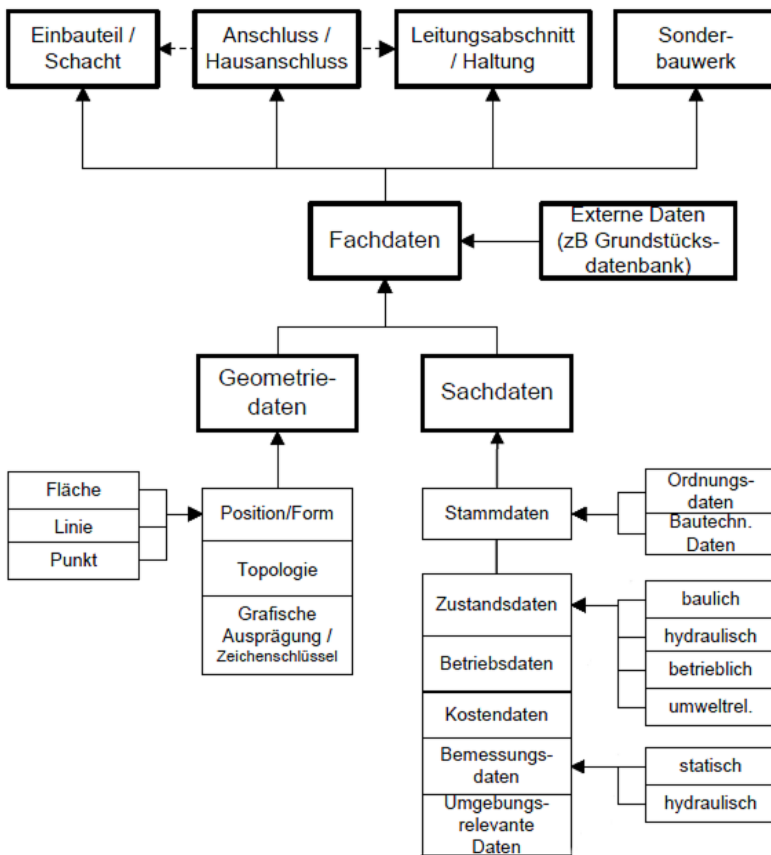 Einbauteil /
Schacht
Anschluss /
Hausanschluss
Leitungsabschnitt
/ Haltung
Sonder-
bauwerk
Fachdaten
Externe Daten
(zB Grundstücks-
datenbank)
Geometrie-
daten
Sachdaten
Fläche
Linie
Punkt
Position/Form
Topologie
Grafische
Ausprägung /
Zeichenschlüssel
Stammdaten
Ordnungs-
daten
Bautechn.
Daten
Zustandsdaten
baulich
hydraulisch
betrieblich
umweltrel.
Betriebsdaten
Kostendaten
Bemessungs-
daten
statisch
hydraulisch
Umgebungs-
relevante
Daten